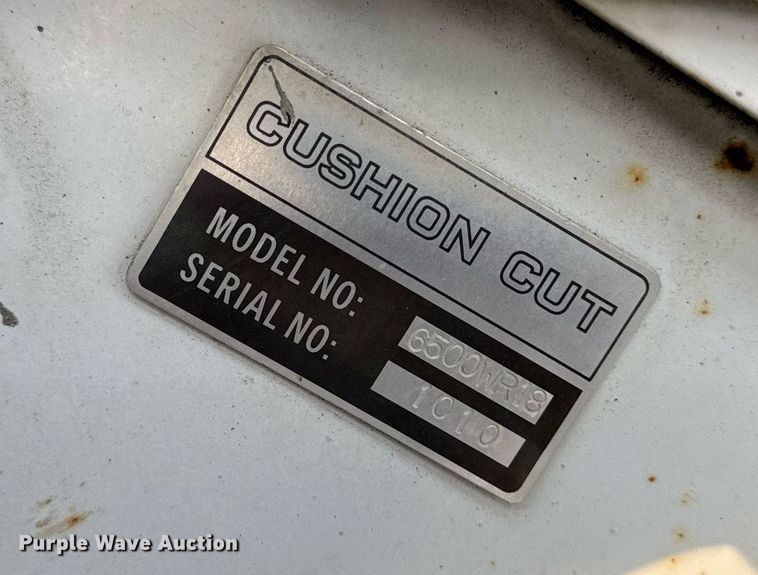 CUSHION CUT
MODEL NO: 6500WR18
SERIAL NO: 1010
Purple Wave Auction